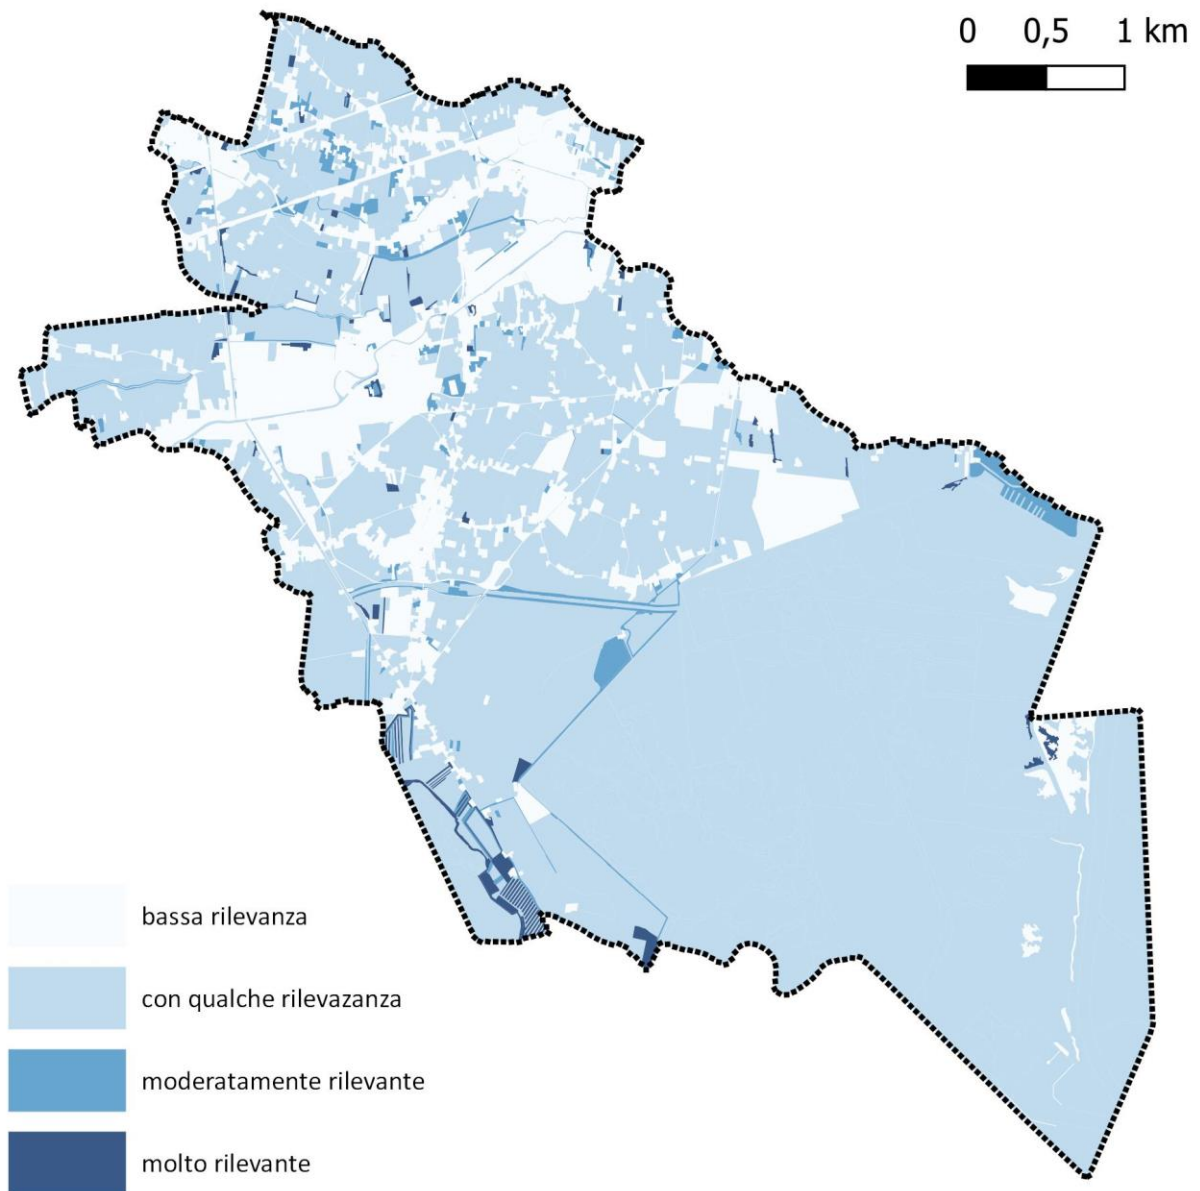 0 0,5 1 km
bassa rilevanza
con qualche rilevazanza
moderatamente rilevante
molto rilevante